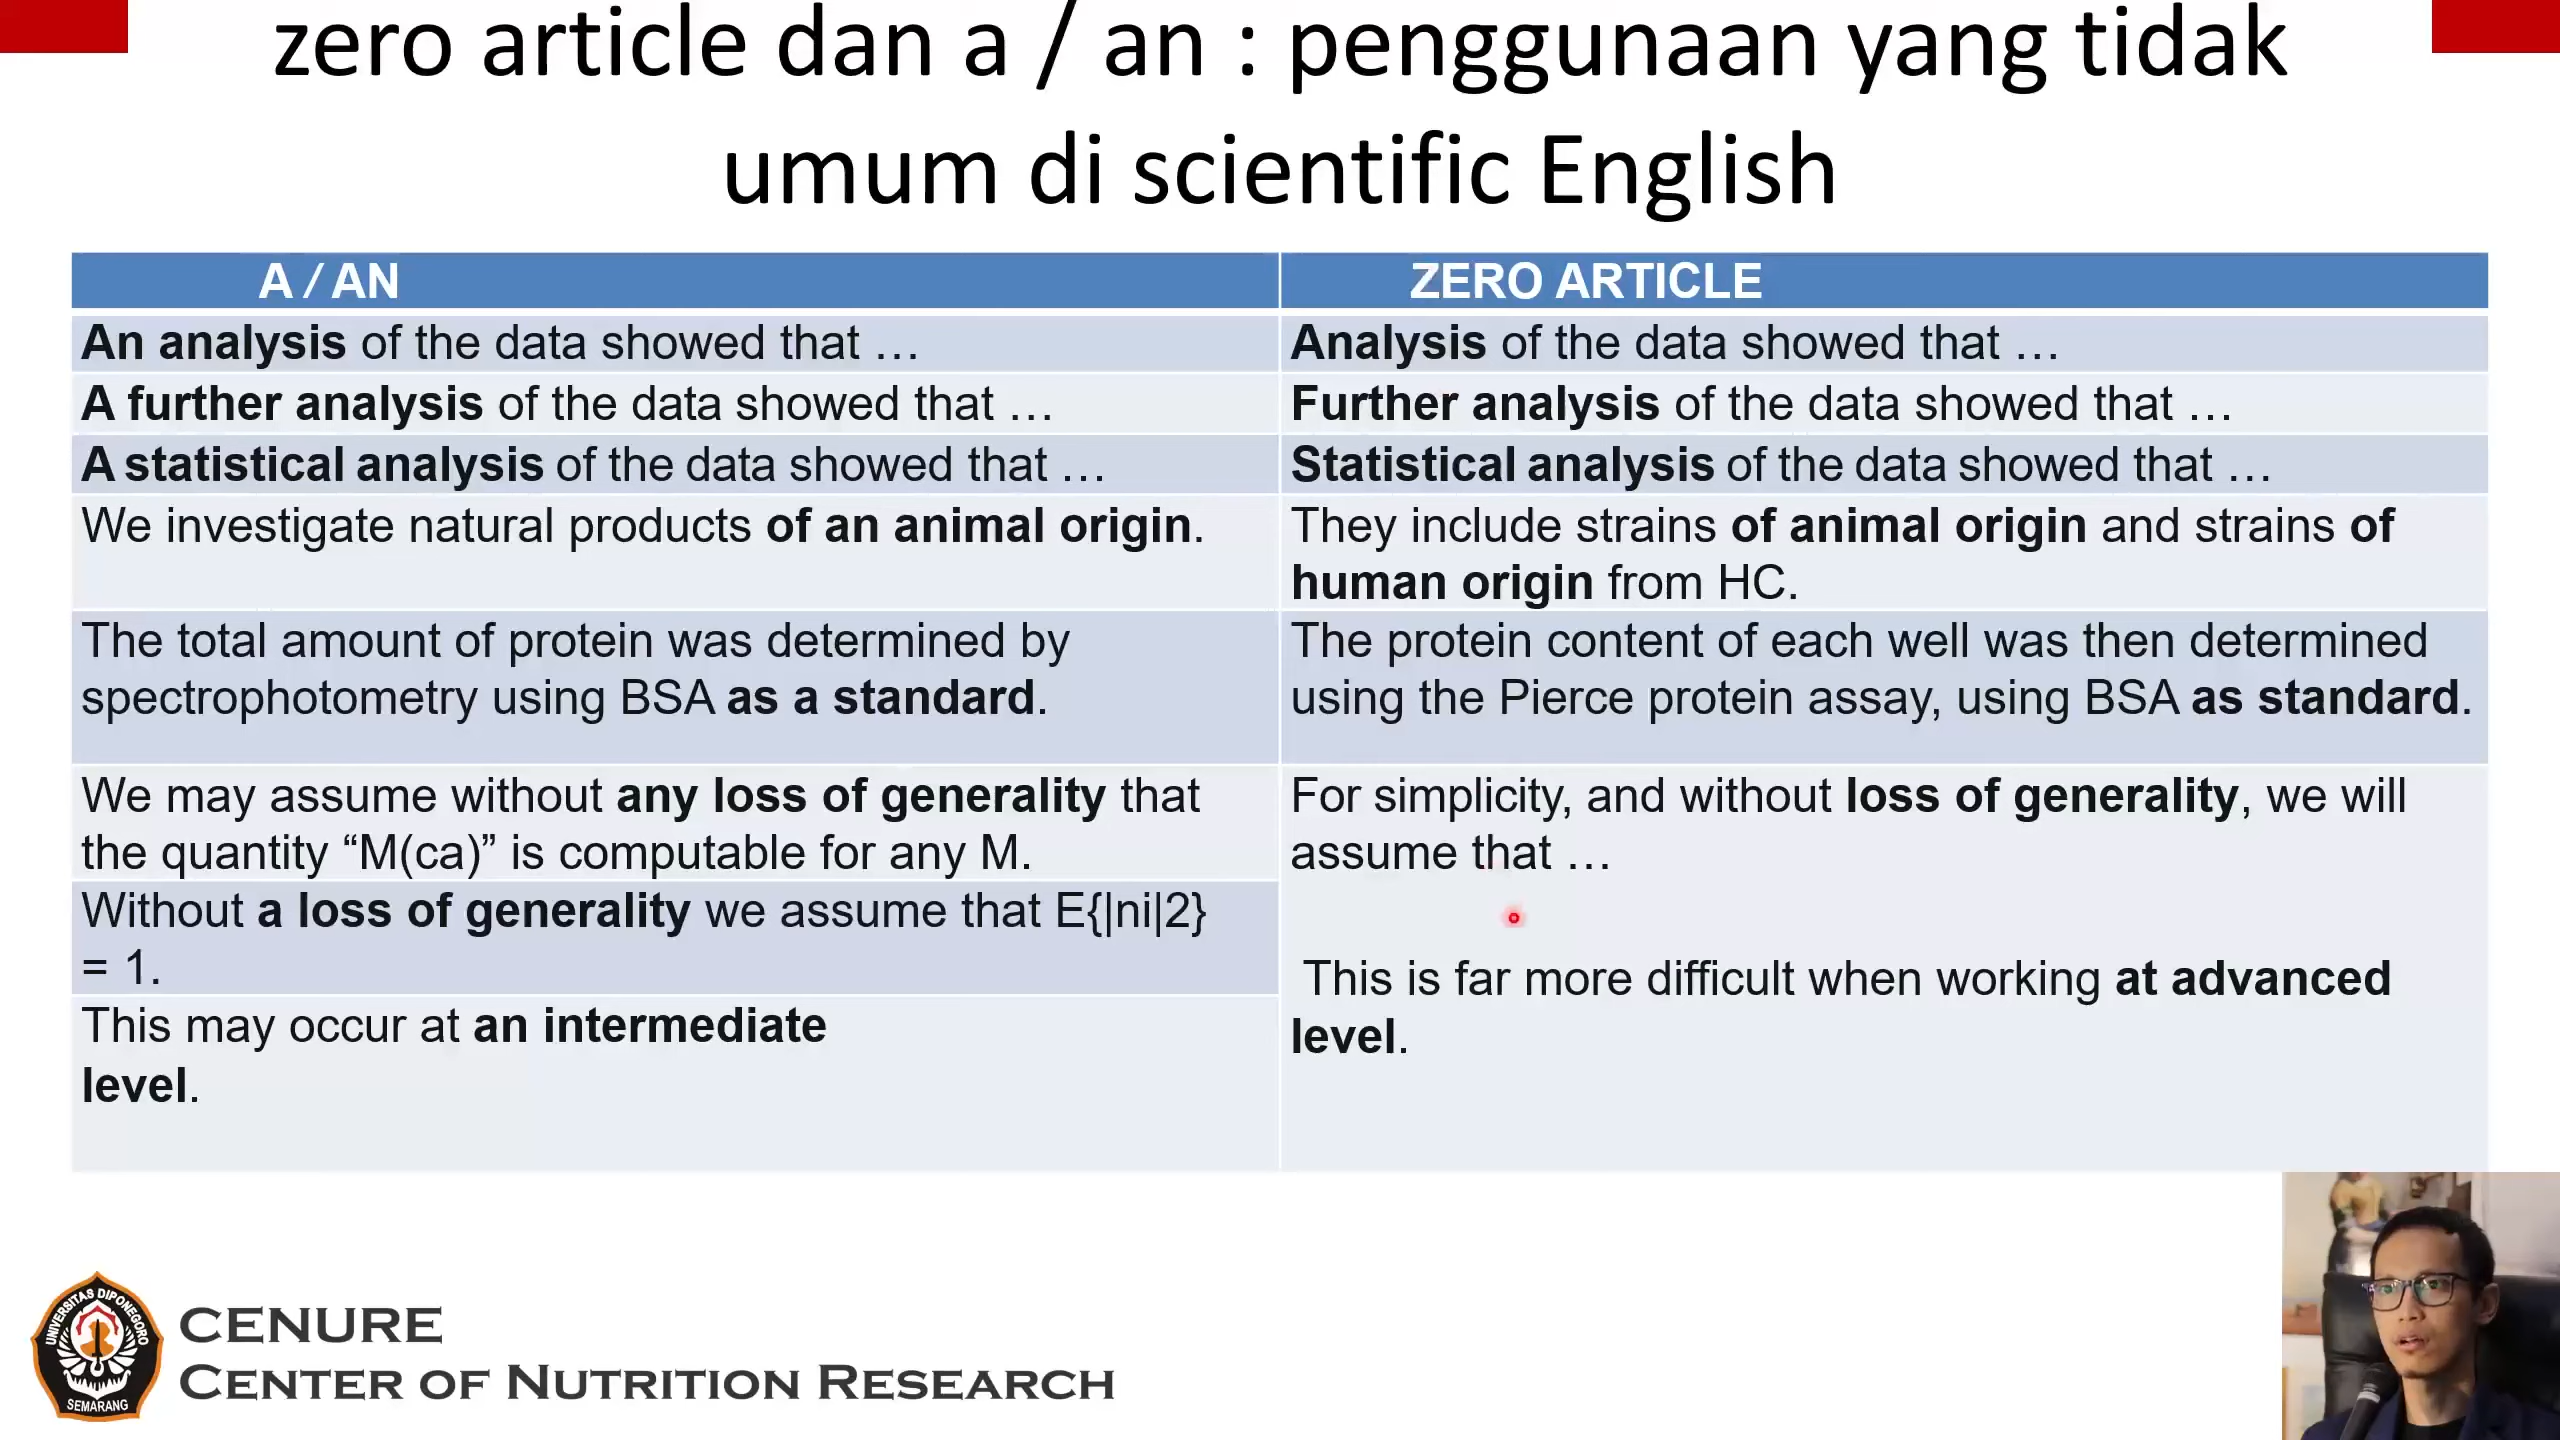 zero article dan a / an : penggunaan yang tidak
umum di scientific English
A / AN
ZERO ARTICLE
An analysis of the data showed that …
Analysis of the data showed that …
A further analysis of the data showed that …
Further analysis of the data showed that …
A statistical analysis of the data showed that …
Statistical analysis of the data showed that …
We investigate natural products of an animal origin.
They include strains of animal origin and strains of
human origin from HC.
The total amount of protein was determined by
spectrophotometry using BSA as a standard.
The protein content of each well was then determined
using the Pierce protein assay, using BSA as standard.
We may assume without any loss of generality that
the quantity “M(ca)” is computable for any M.
For simplicity, and without loss of generality, we will
assume that …
Without a loss of generality we assume that E{|ni|2}
= 1.
This is far more difficult when working at advanced
level.
This may occur at an intermediate
level.
UNIVERSITAS DIPONEGORO
SEMARANG
CENURE
CENTER OF NUTRITION RESEARCH